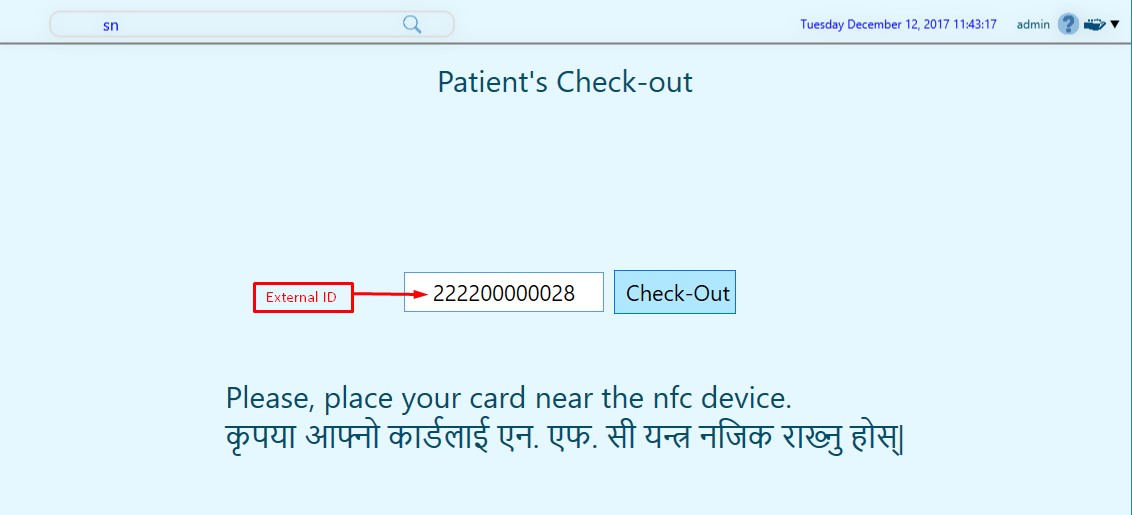 sn
Tuesday December 12, 2017 11:43:17 admin ?
Patient's Check-out
External ID 222200000028 Check-Out
Please, place your card near the nfc device.
कृपया आफ्नो कार्डलाई एन. एफ. सी यन्त्र नजिक राख्नु होस्|